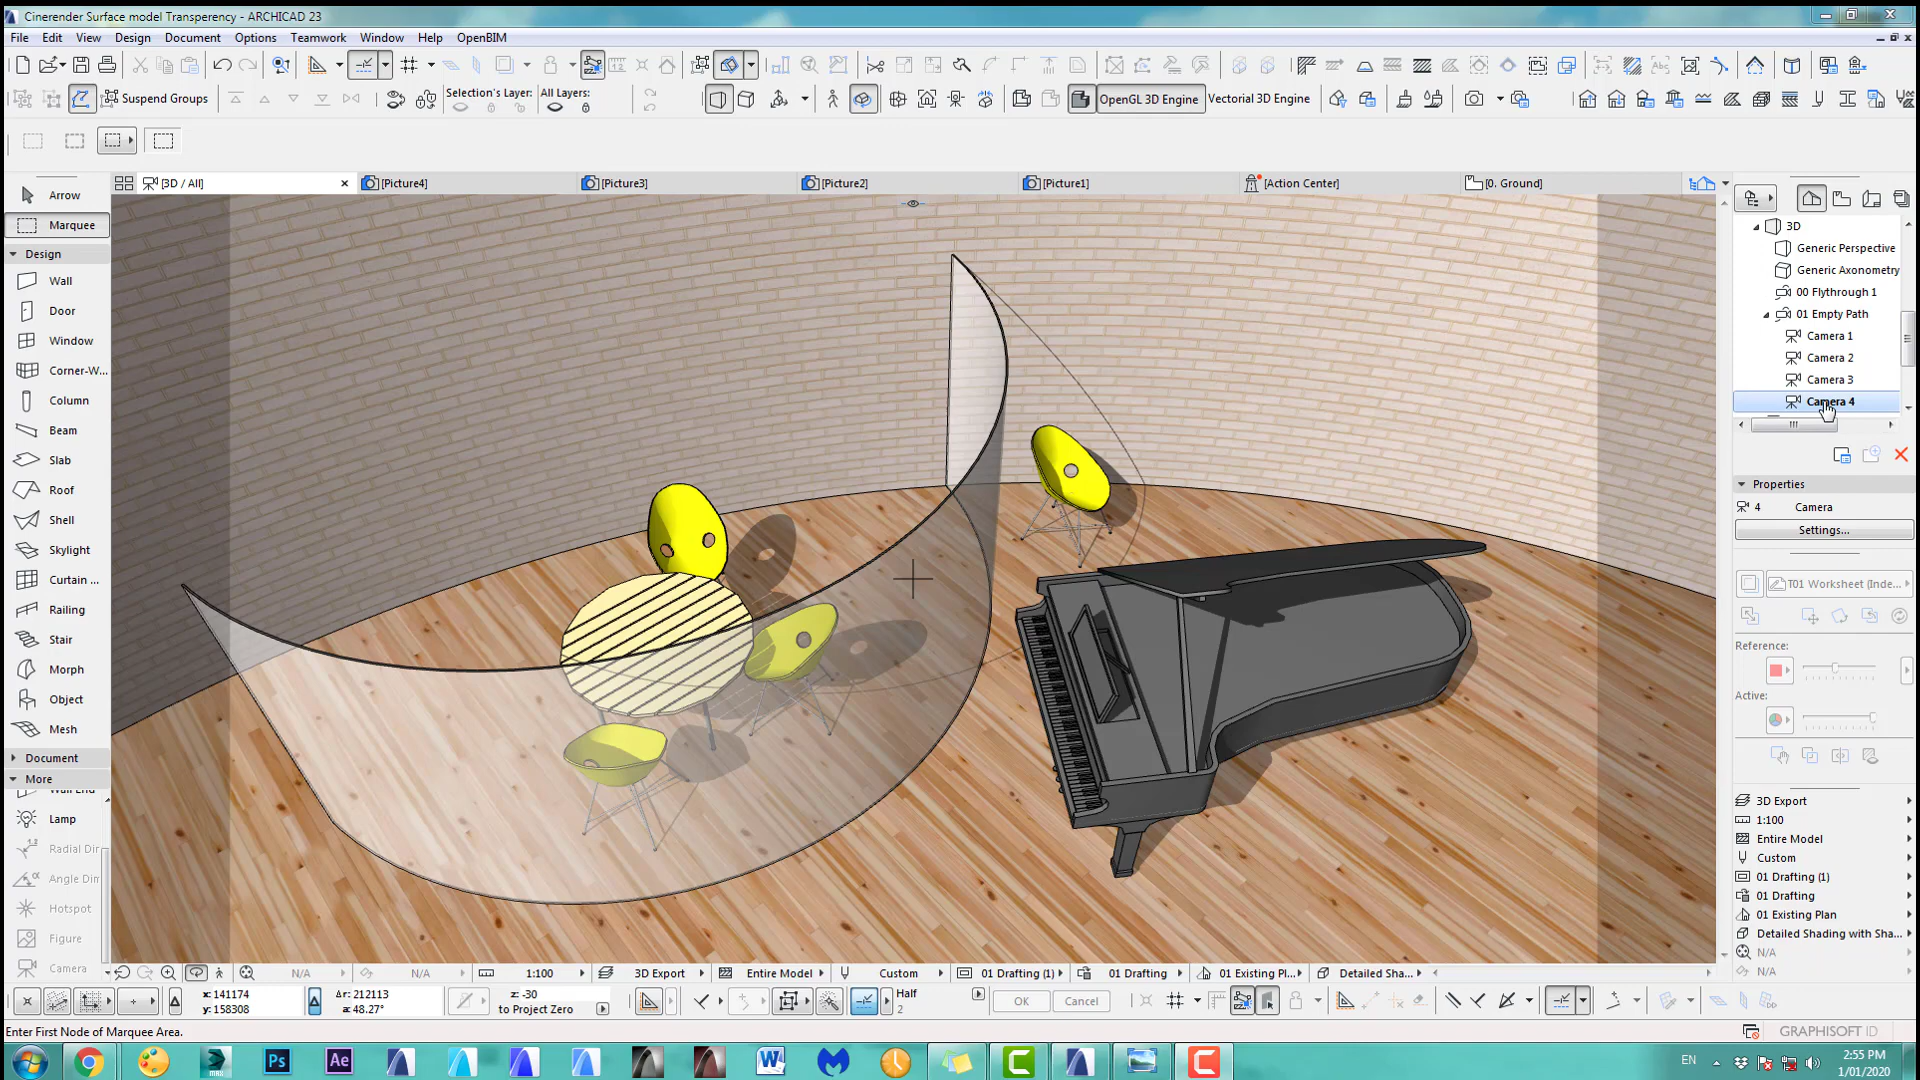 Cinerender Surface model Transperency - ARCHICAD 23
File Edit View Design Document Options Teamwork Window Help OpenBIM
Suspend Groups Selection's Layer: All Layers: OpenGL 3D Engine Vectorial 3D Engine
[3D / All] [Picture4] [Picture3] [Picture2] [Picture1] [Action Center] [0. Ground]
Arrow
Marquee
Design
Wall
Door
Window
Corner-W...
Column
Beam
Slab
Roof
Shell
Skylight
Curtain ...
Railing
Stair
Morph
Object
Mesh
Document
More
Wall End
Lamp
Radial Dir
Angle Dim
Hotspot
Figure
Camera
3D
Generic Perspective
Generic Axonometry
00 Flythrough 1
01 Empty Path
Camera 1
Camera 2
Camera 3
Camera 4
Properties
4 Camera
Settings...
T01 Worksheet (Inde...
Reference:
Active:
3D Export
1:100
Entire Model
Custom
01 Drafting (1)
01 Drafting
01 Existing Plan
Detailed Shading with Sha...
N/A
N/A
N/A N/A 1:100 3D Export Entire Model Custom 01 Drafting (1) 01 Drafting 01 Existing Pl... Detailed Sha...
x: 141174 Δr: 212113 z: -30 Half OK Cancel
y: 158308 a: 48.27° to Project Zero 2
Enter First Node of Marquee Area.
GRAPHISOFT ID
MAX Ps Ae W C C
EN 2:55 PM
1/01/2020